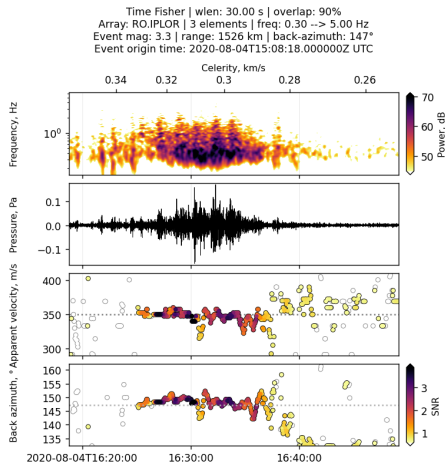 Time Fisher | wlen: 30.00 s | overlap: 90%
Array: RO.IPLOR | 3 elements | freq: 0.30 --> 5.00 Hz
Event mag: 3.3 | range: 1526 km | back-azimuth: 147°
Event origin time: 2020-08-04T15:08:18.000000Z UTC
Celerity, km/s
0.34 0.32 0.3 0.28 0.26
Frequency, Hz
10⁰
70
60
50
Power, dB
Pressure, Pa
0.1
0.0
−0.1
Apparent velocity, m/s
400
350
300
Back azimuth, °
160
155
150
145
140
135
3
2
1
SNR
2020-08-04T16:20:00 16:30:00 16:40:00